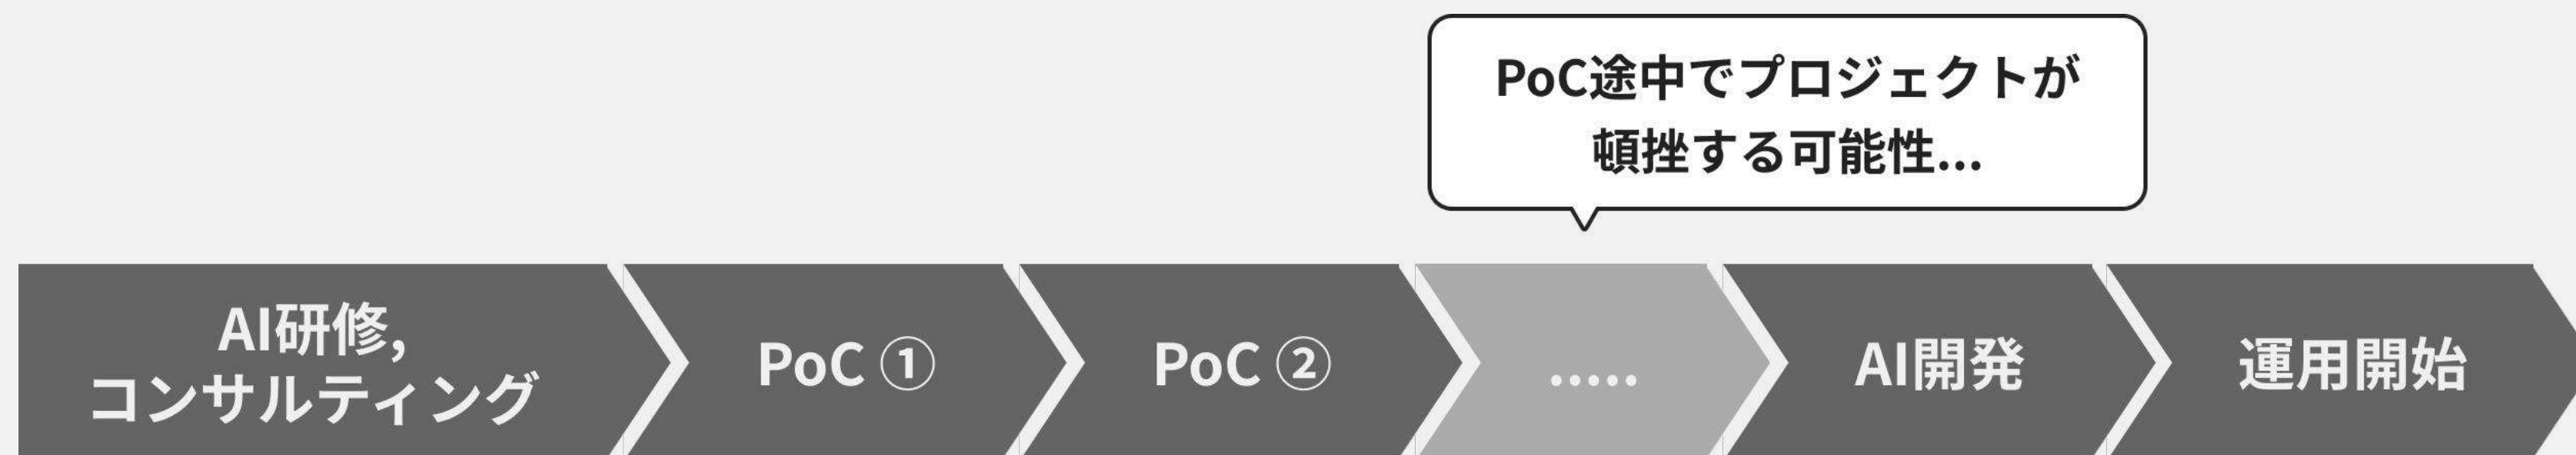 PoC途中でプロジェクトが
頓挫する可能性...
AI研修,
コンサルティング
PoC ①
PoC ②
.....
AI開発
運用開始